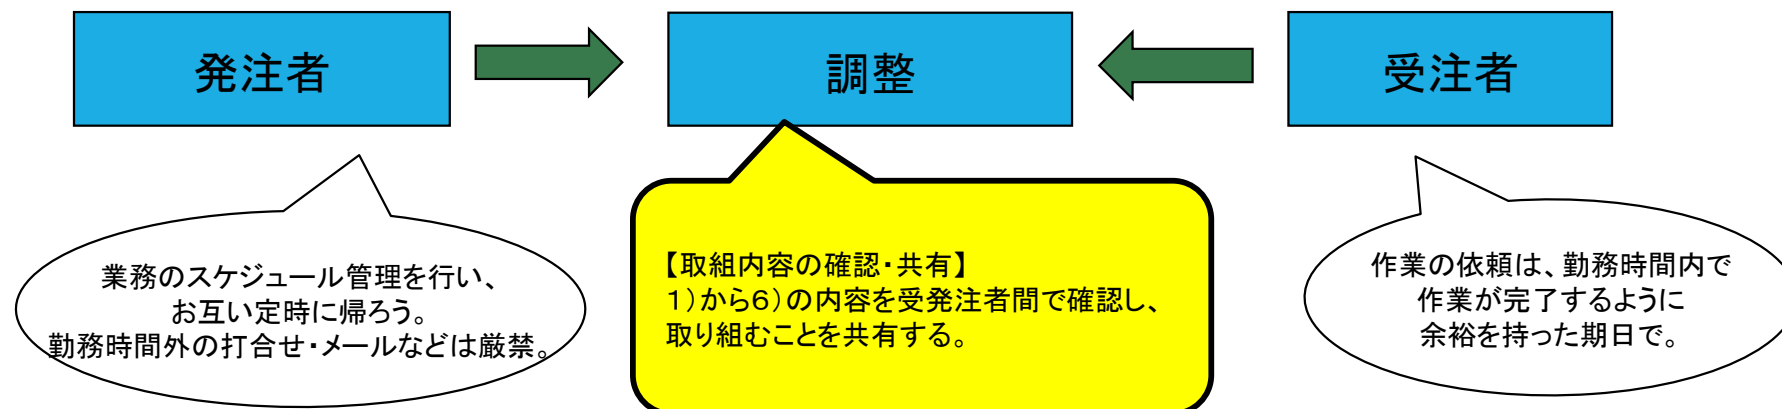 発注者
調整
受注者
業務のスケジュール管理を行い、
お互い定時に帰ろう。
勤務時間外の打合せ・メールなどは厳禁。
【取組内容の確認・共有】
１）から６）の内容を受発注者間で確認し、
取り組むことを共有する。
作業の依頼は、勤務時間内で
作業が完了するように
余裕を持った期日で。